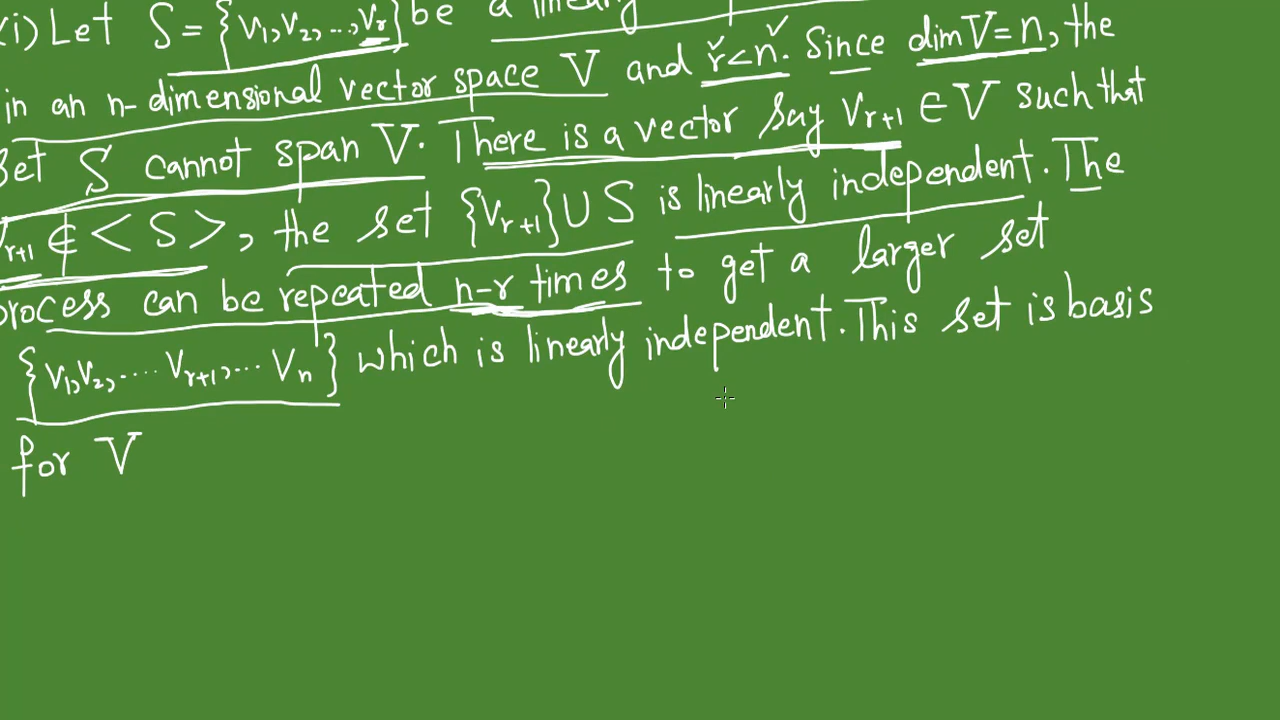 (i) Let S = {v1, v2, ..., vr} be a linearly
in an n-dimensional vector space V and r < n. Since dim V = n, the
set S cannot span V. There is a vector say Vr+1 ∈ V such that
Vr+1 ∉ < S >, the set {Vr+1} ∪ S is linearly independent. The
process can be repeated n-r times to get a larger set
{V1, V2, .... Vr+1, ... Vn} which is linearly independent. This set is basis
for V